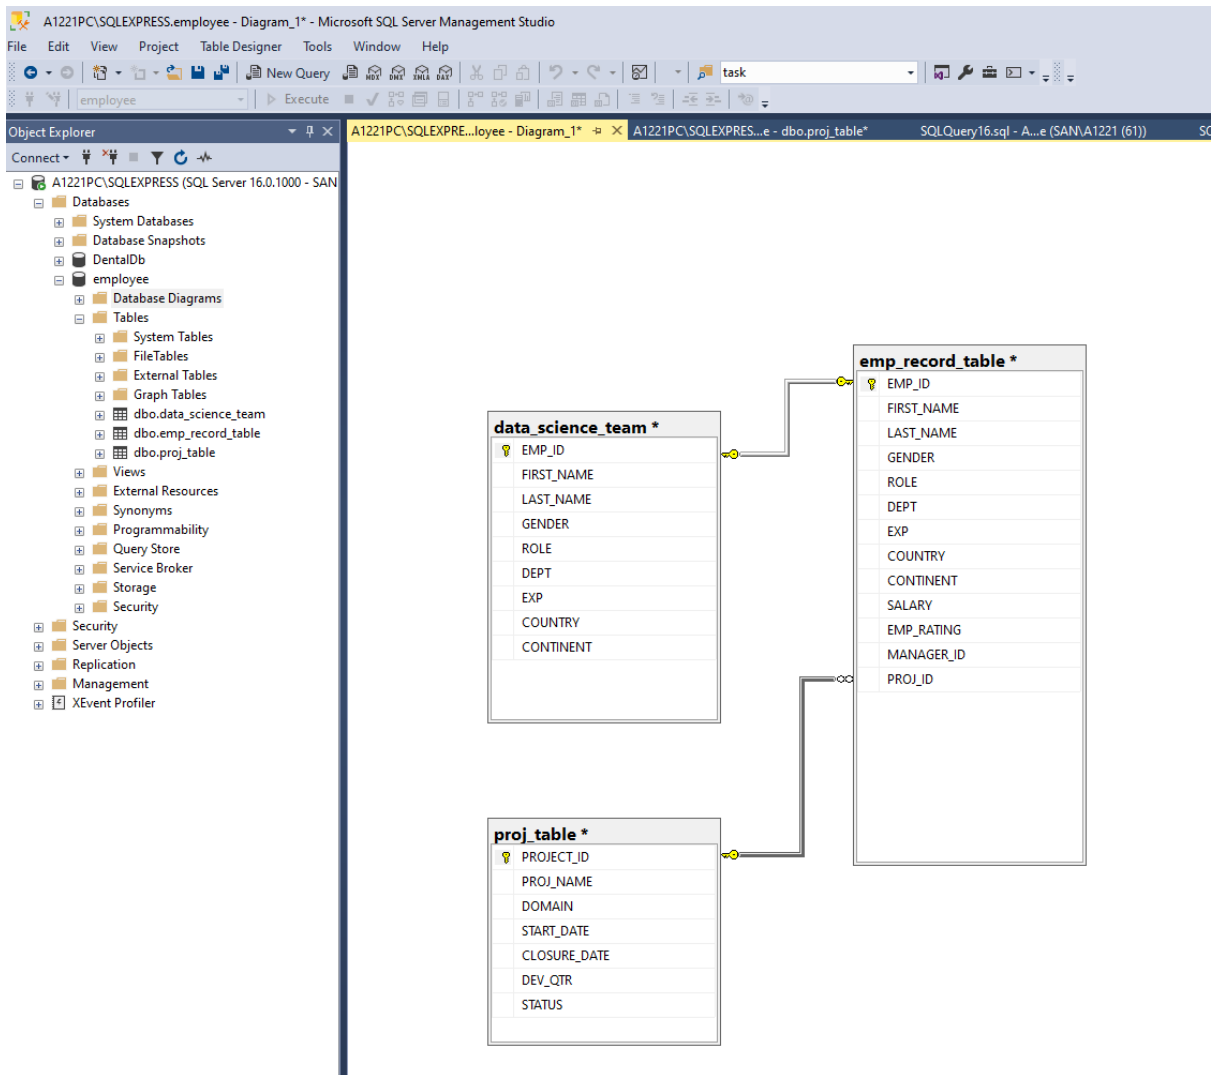 A1221PC\SQLEXPRESS.employee - Diagram_1* - Microsoft SQL Server Management Studio
File Edit View Project Table Designer Tools Window Help
New Query MDX DMX XMLA DAX task
employee Execute
Object Explorer
A1221PC\SQLEXPRE...loyee - Diagram_1* A1221PC\SQLEXPRES...e - dbo.proj_table* SQLQuery16.sql - A...e (SAN\A1221 (61)) SC
Connect
A1221PC\SQLEXPRESS (SQL Server 16.0.1000 - SAN
Databases
System Databases
Database Snapshots
DentalDb
employee
Database Diagrams
Tables
System Tables
FileTables
External Tables
Graph Tables
dbo.data_science_team
dbo.emp_record_table
dbo.proj_table
Views
External Resources
Synonyms
Programmability
Query Store
Service Broker
Storage
Security
Security
Server Objects
Replication
Management
XEvent Profiler
data_science_team *
EMP_ID
FIRST_NAME
LAST_NAME
GENDER
ROLE
DEPT
EXP
COUNTRY
CONTINENT
emp_record_table *
EMP_ID
FIRST_NAME
LAST_NAME
GENDER
ROLE
DEPT
EXP
COUNTRY
CONTINENT
SALARY
EMP_RATING
MANAGER_ID
PROJ_ID
proj_table *
PROJECT_ID
PROJ_NAME
DOMAIN
START_DATE
CLOSURE_DATE
DEV_QTR
STATUS